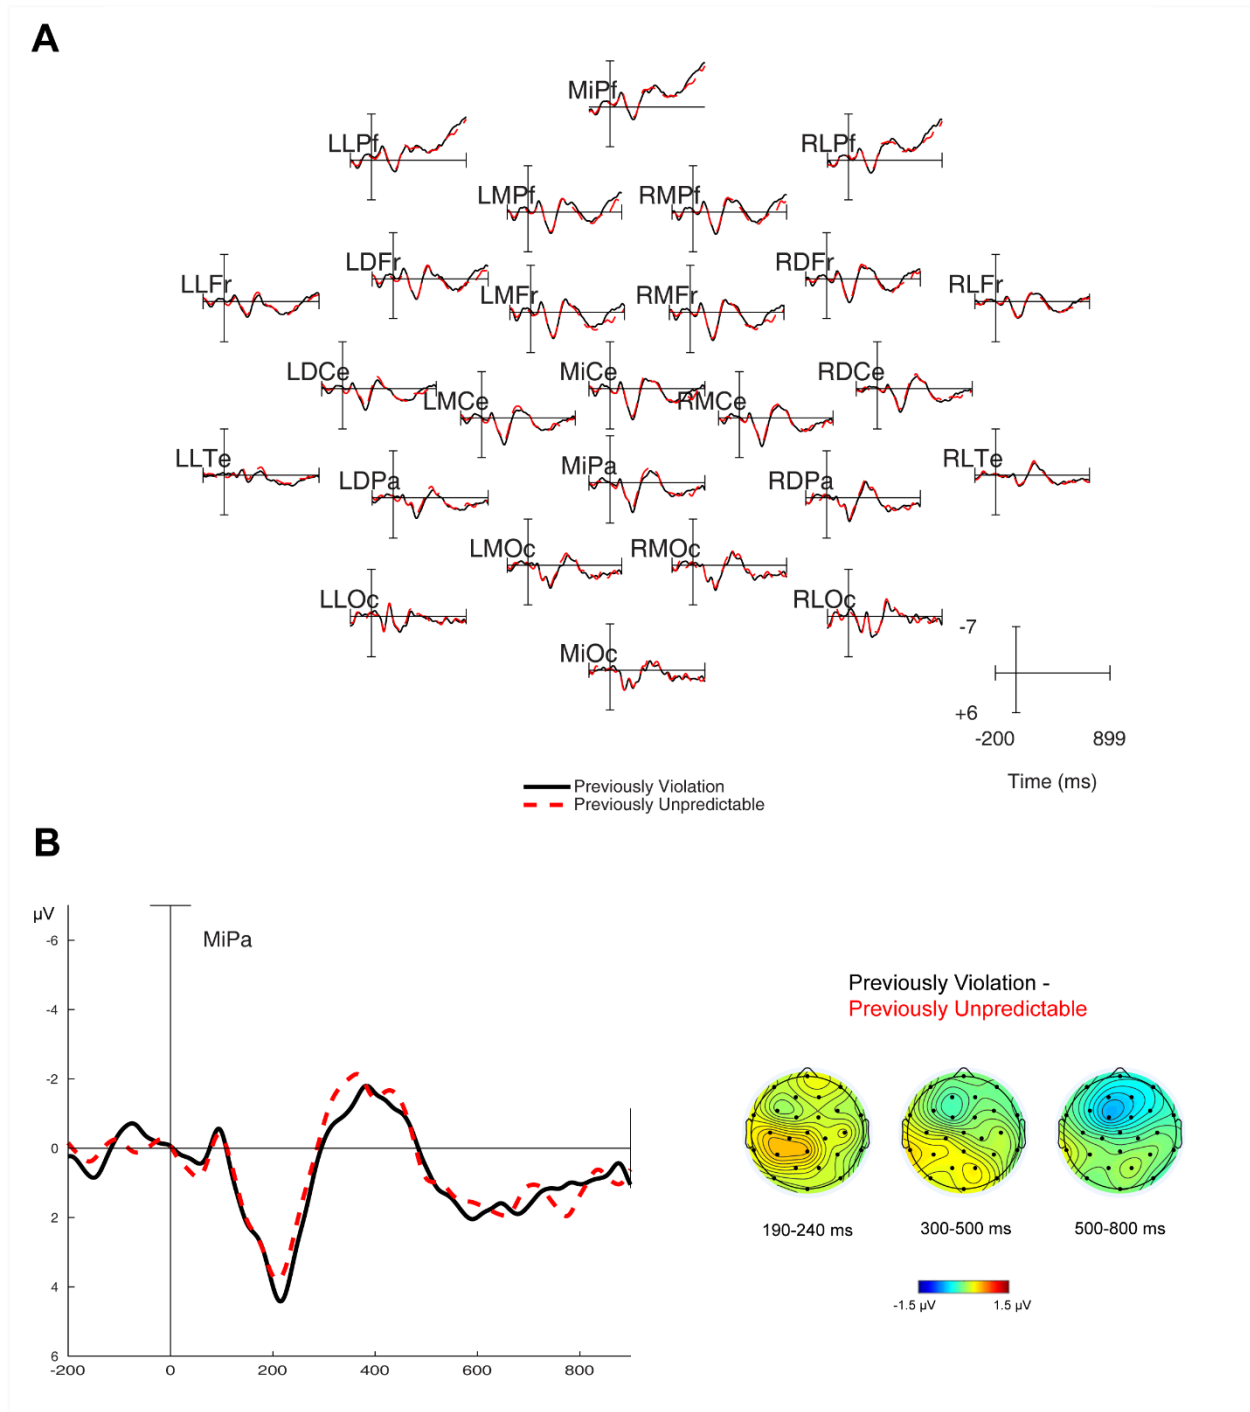 A
MiPf
LLPf
RLPf
LMPf
RMPf
LDFr
RDFr
LLFr
RLFr
LMFr
RMFr
LDCe
MiCe
RDCe
LMCe
RMCe
LLTe
MiPa
RLTe
LDPa
RDPa
LMOc
RMOc
LLOc
RLOc
-7
MiOc
+6
-200 899
Time (ms)
Previously Violation
Previously Unpredictable
B
µV
MiPa
-6
-4
-2
0
2
4
6
-200 0 200 400 600 800
Previously Violation -
Previously Unpredictable
190-240 ms 300-500 ms 500-800 ms
-1.5 µV 1.5 µV